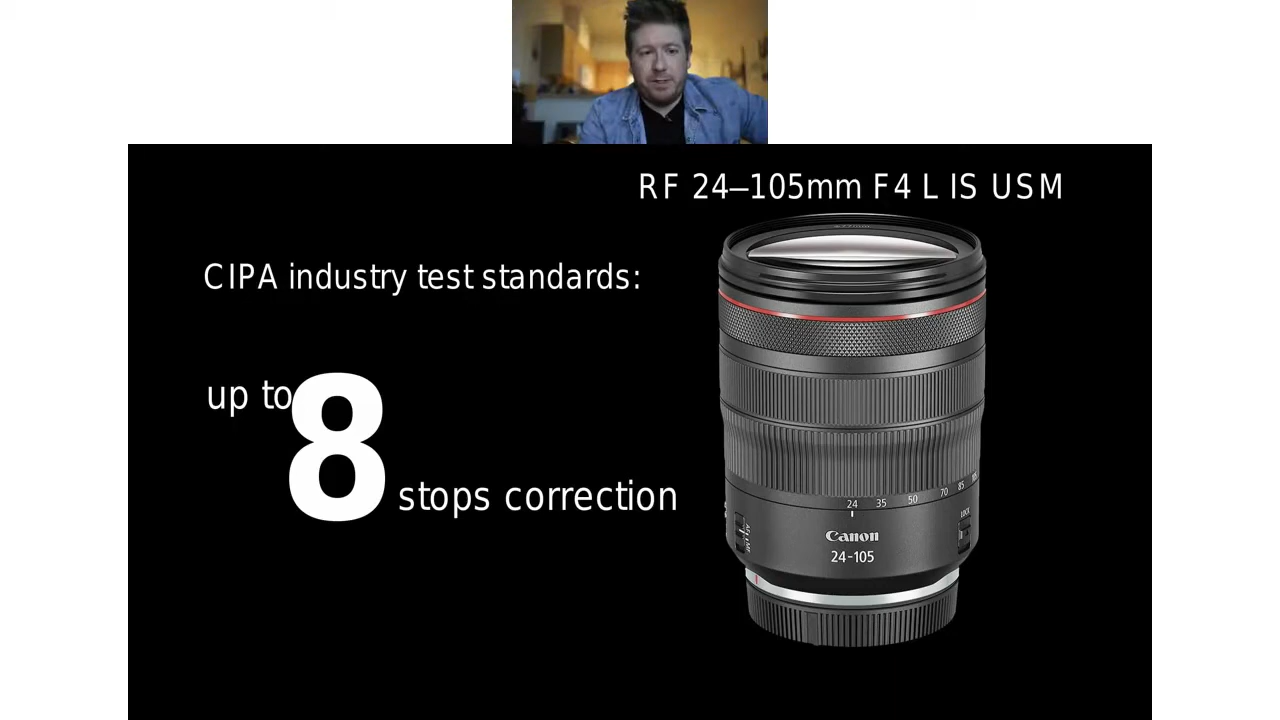 RF 24–105mm F4 L IS USM
CIPA industry test standards:
up to
8
stops correction
24 35 50 70 85
LOCK
Canon
24-105